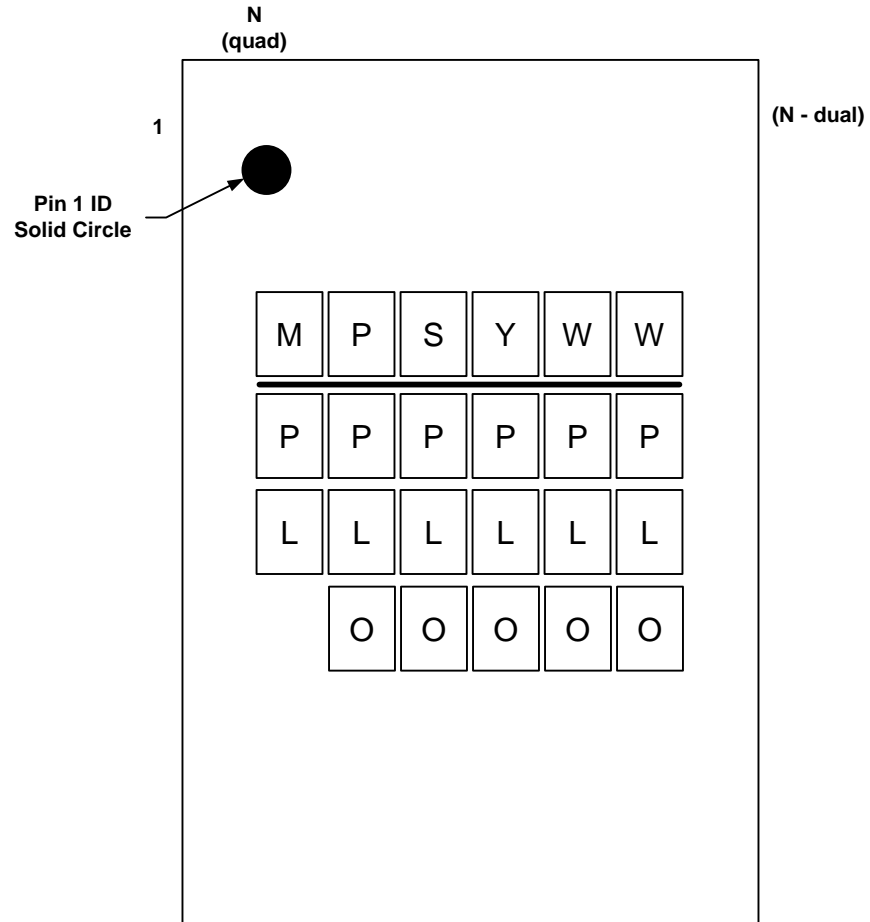 N
(quad)
(N - dual)
1
Pin 1 ID
Solid Circle
M P S Y W W
P P P P P P
L L L L L L
O O O O O